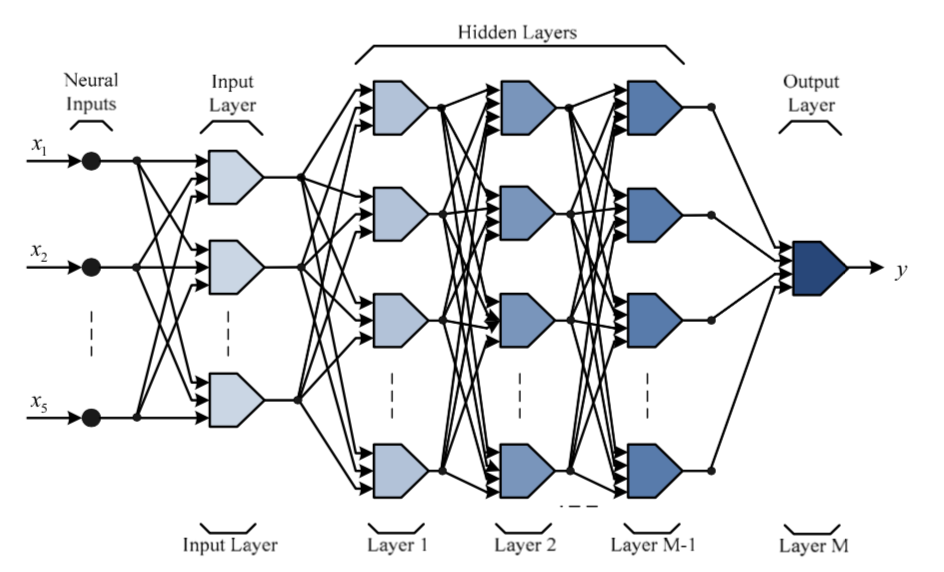 Hidden Layers
Neural
Inputs
Input
Layer
Output
Layer
x₁
x₂
x₅
y
Input Layer
Layer 1
Layer 2
Layer M-1
Layer M